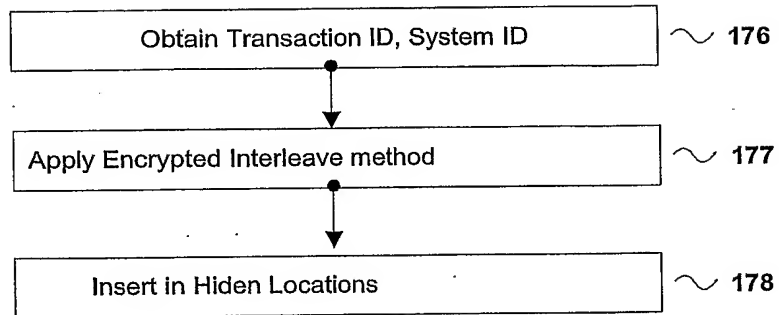 Obtain Transaction ID, System ID 176
Apply Encrypted Interleave method 177
Insert in Hiden Locations 178